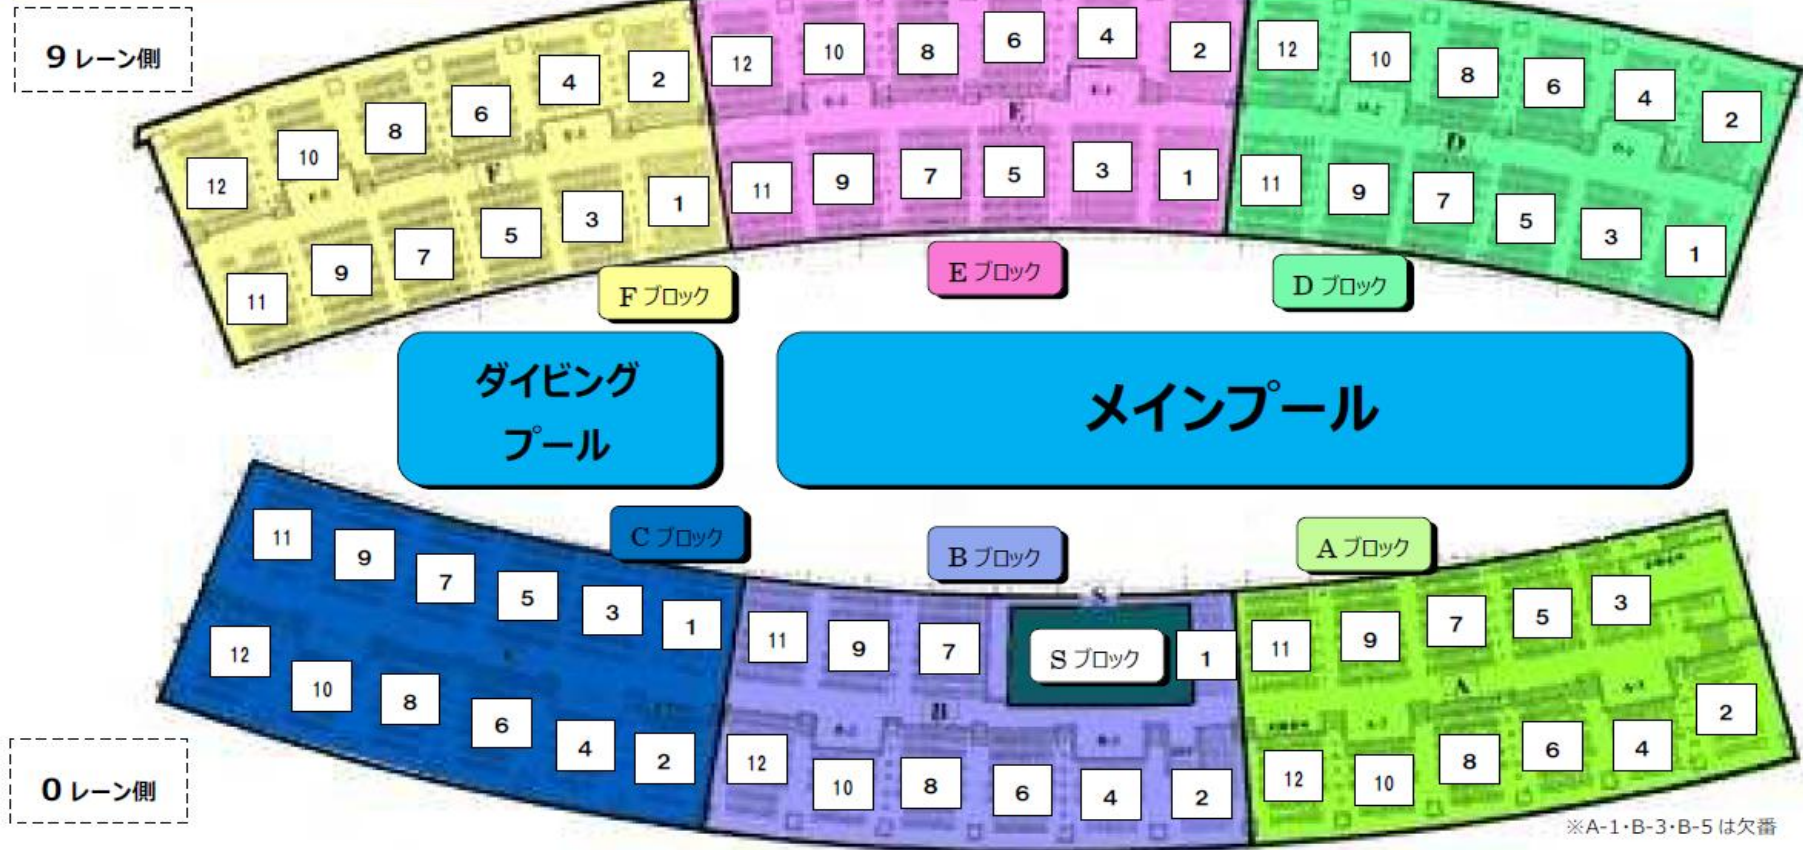 9 レーン側
12 10 8 6 4 2
F
11 9 7 5 3 1
12 10 8 6 4 2
E
11 9 7 5 3 1
12 10 8 6 4 2
D
11 9 7 5 3 1
F ブロック
E ブロック
D ブロック
ダイビング
プール
メインプール
C ブロック
B ブロック
A ブロック
11 9 7 5 3 1
12 10 8 6 4 2
S
11 9 7
S ブロック
1
B
12 10 8 6 4 2
11 9 7 5 3
A
12 10 8 6 4 2
0 レーン側
※A-1・B-3・B-5 は欠番